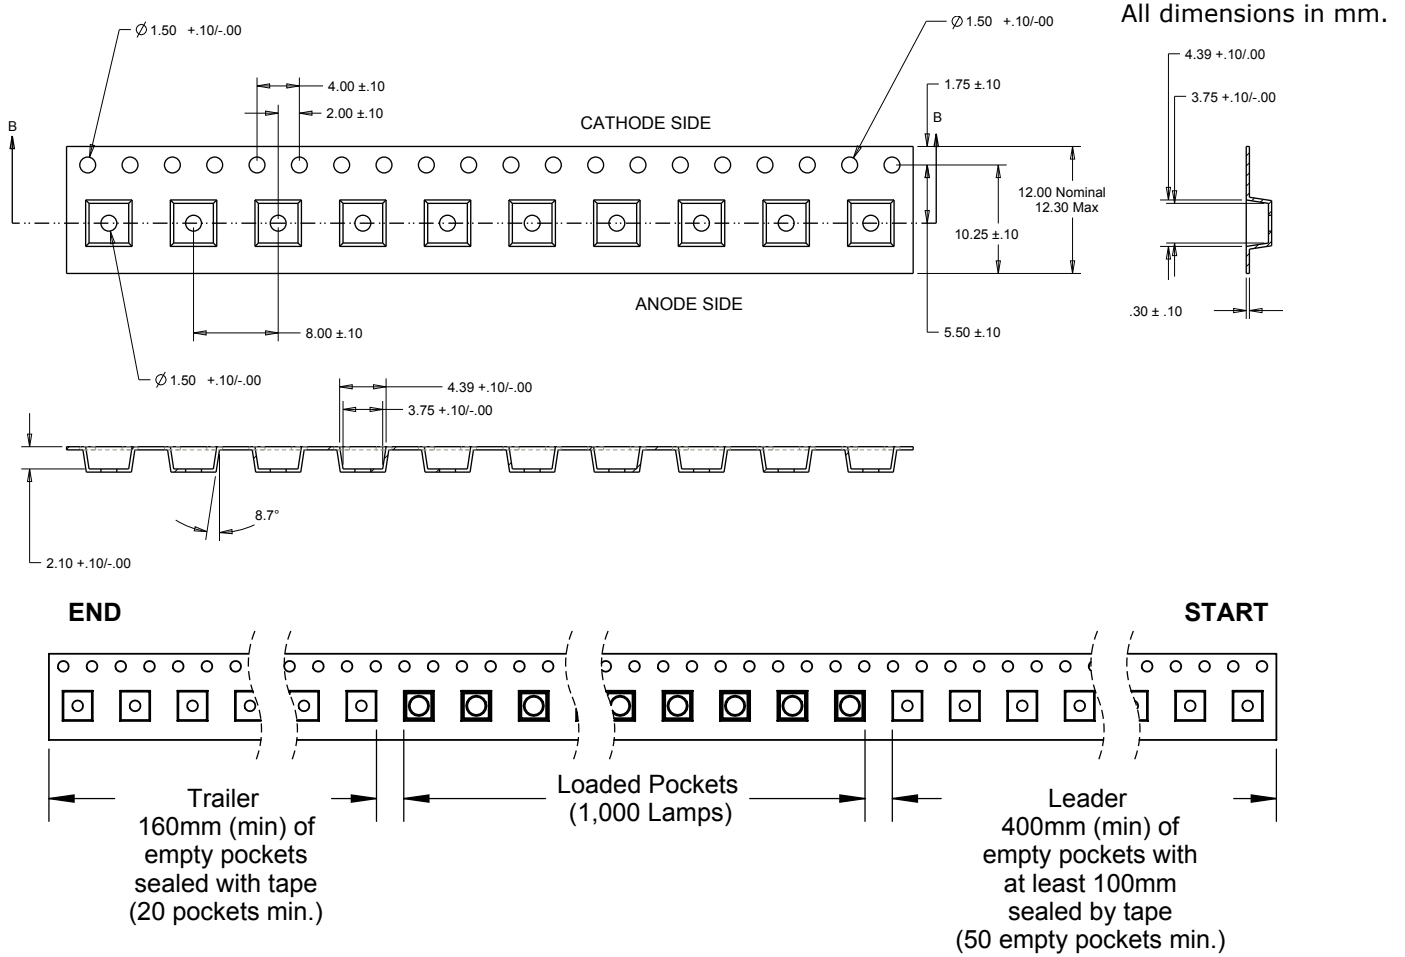 All dimensions in mm.
Ø 1.50 +.10/-.00
Ø 1.50 +.10/-00
4.39 +.10/.00
4.00 ±.10
1.75 ±.10
3.75 +.10/-.00
2.00 ±.10
CATHODE SIDE
B
B
12.00 Nominal
12.30 Max
10.25 ±.10
ANODE SIDE
.30 ± .10
8.00 ±.10
5.50 ±.10
Ø 1.50 +.10/-.00
4.39 +.10/-.00
3.75 +.10/-.00
8.7°
2.10 +.10/-.00
END
START
Trailer
160mm (min) of
empty pockets
sealed with tape
(20 pockets min.)
Loaded Pockets
(1,000 Lamps)
Leader
400mm (min) of
empty pockets with
at least 100mm
sealed by tape
(50 empty pockets min.)